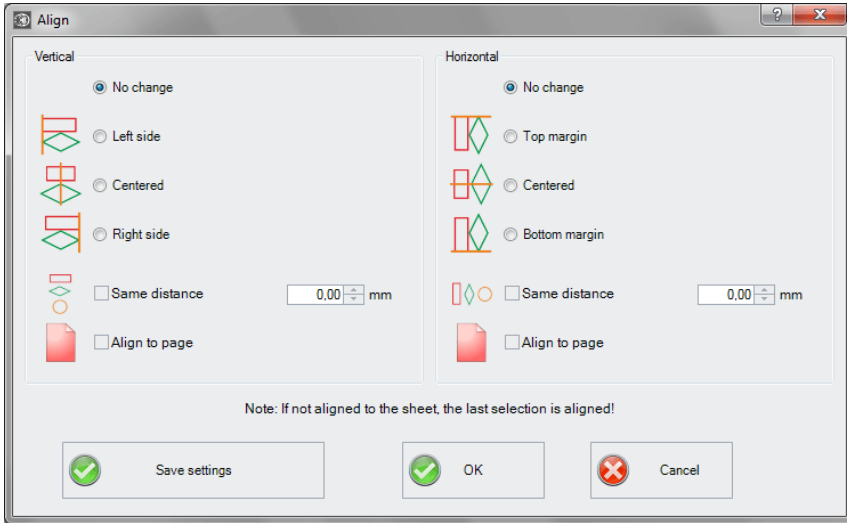 Align
?
Vertical
No change
Left side
Centered
Right side
Same distance 0,00 mm
Align to page
Horizontal
No change
Top margin
Centered
Bottom margin
Same distance 0,00 mm
Align to page
Note: If not aligned to the sheet, the last selection is aligned!
Save settings OK Cancel